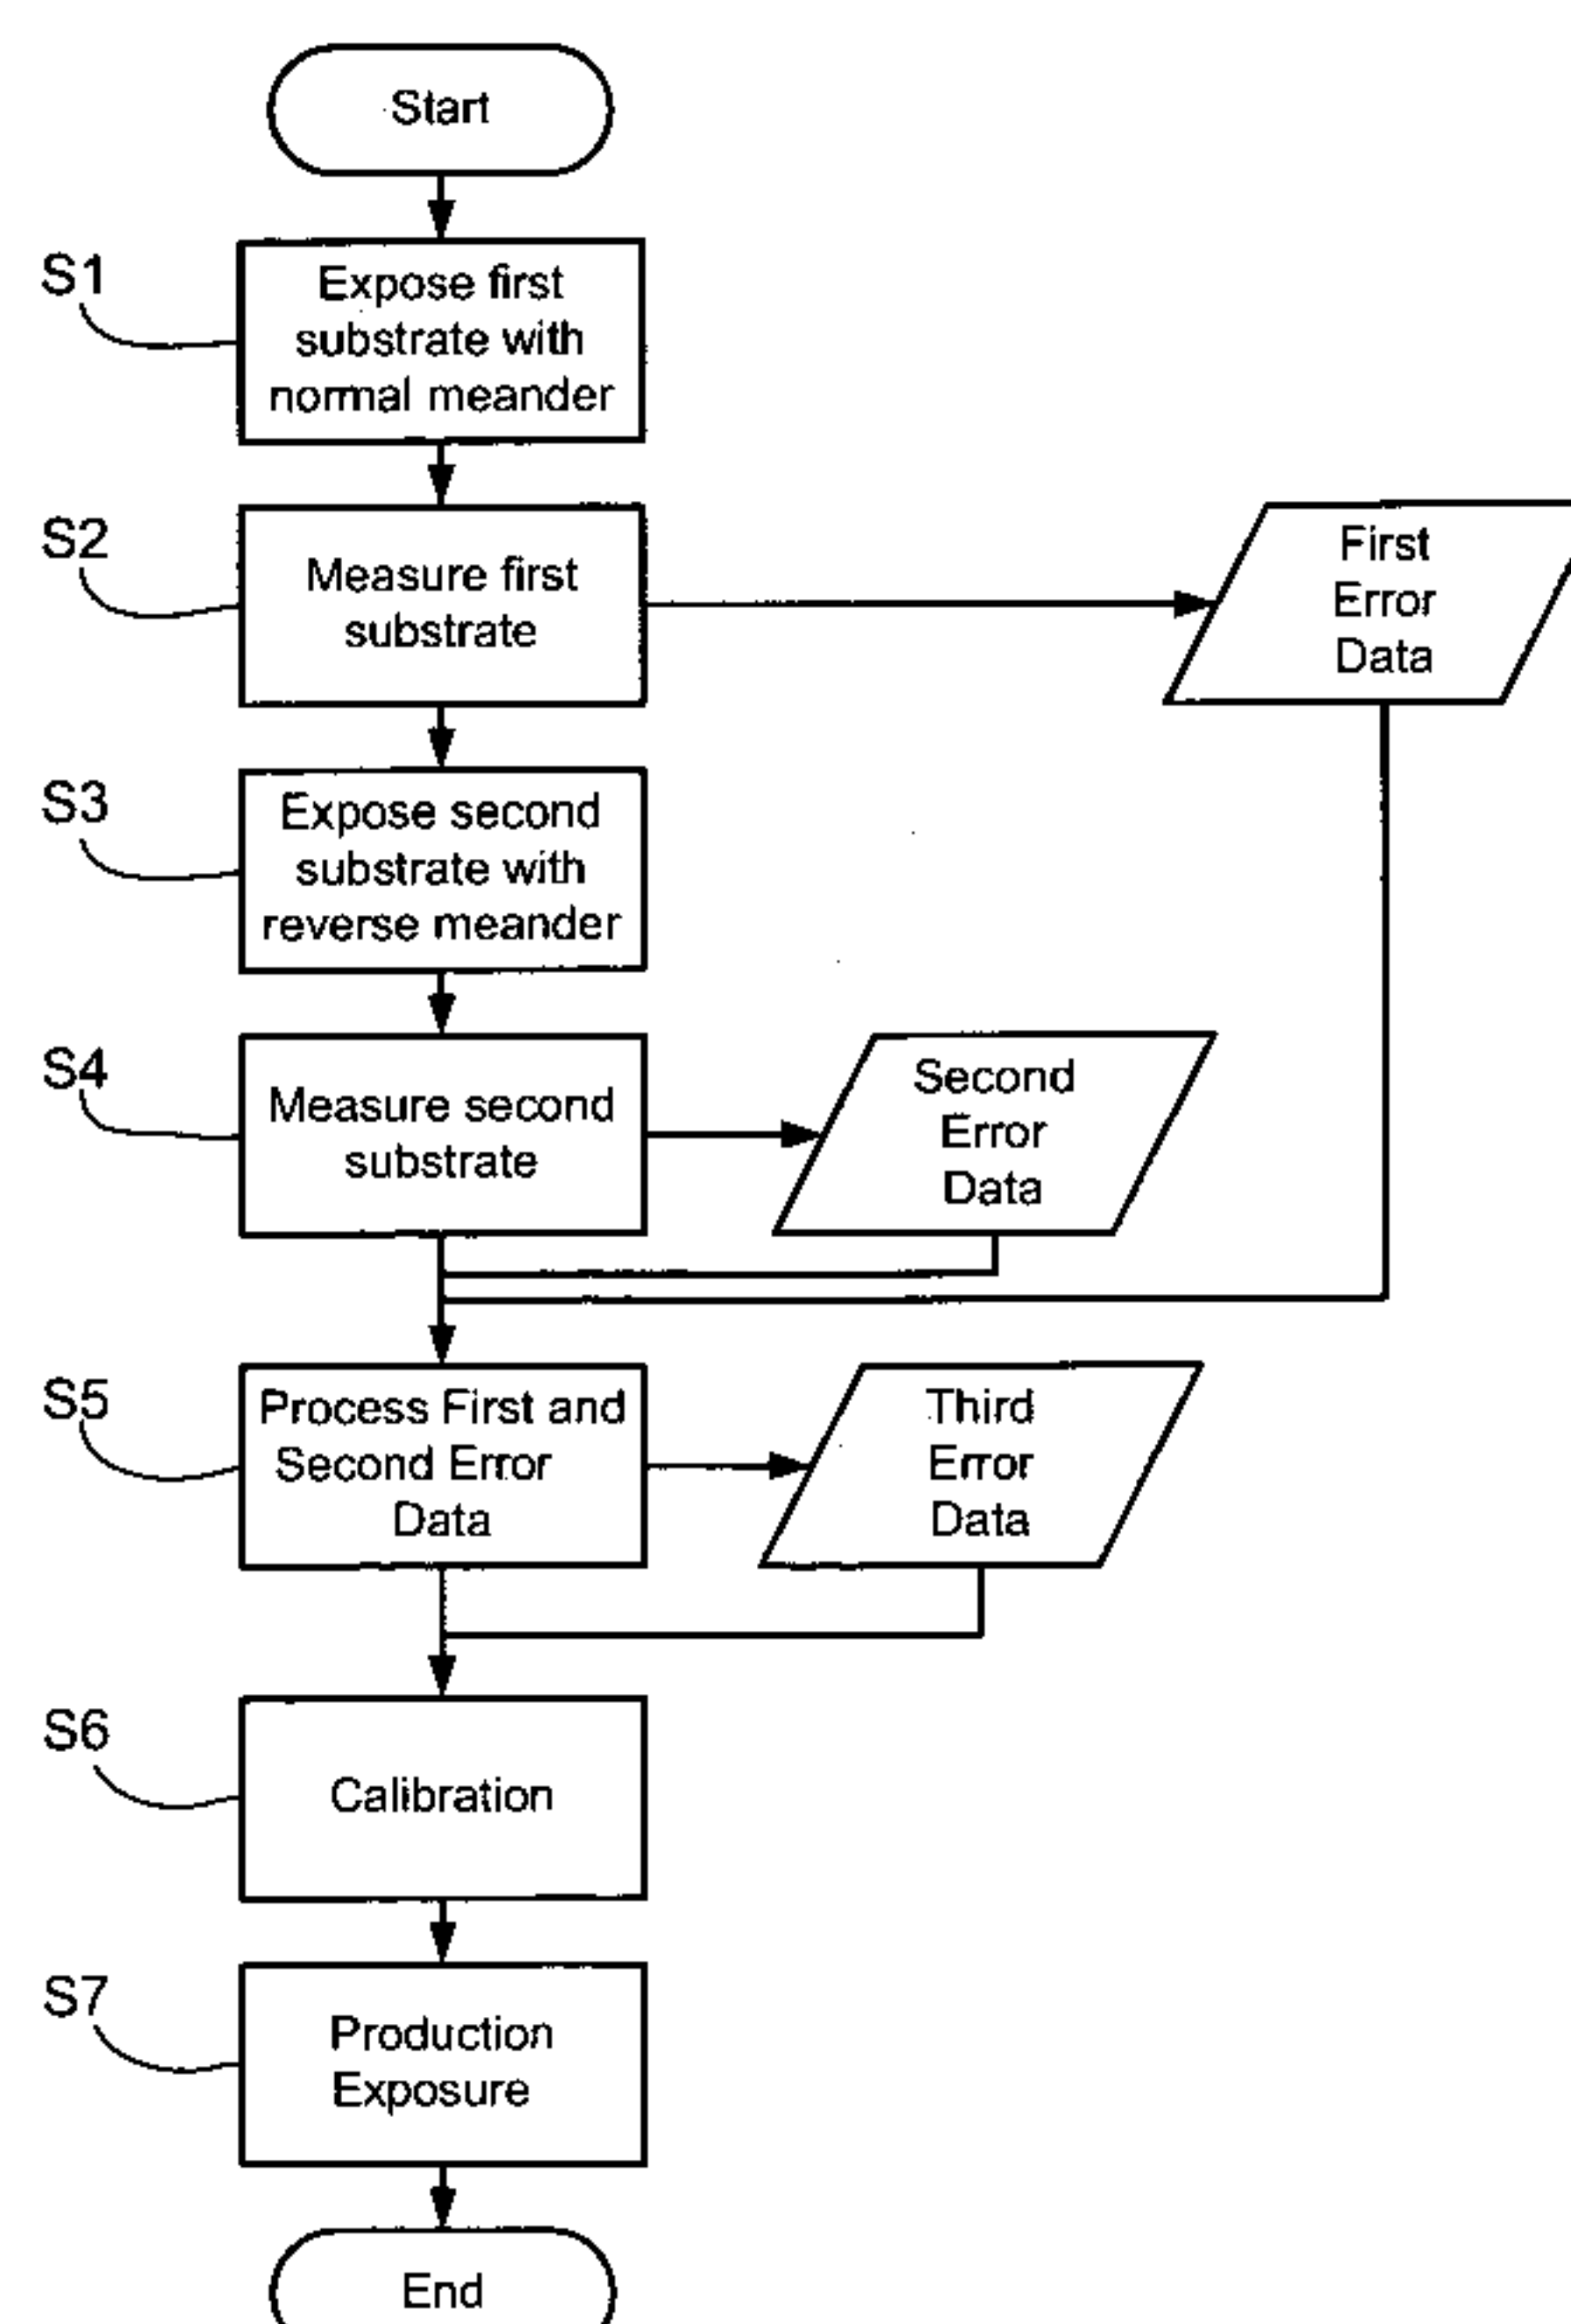 Start
S1
Expose first
substrate with
normal meander
S2
Measure first
substrate
First
Error
Data
S3
Expose second
substrate with
reverse meander
S4
Measure second
substrate
Second
Error
Data
S5
Process First and
Second Error
Data
Third
Error
Data
S6
Calibration
S7
Production
Exposure
End